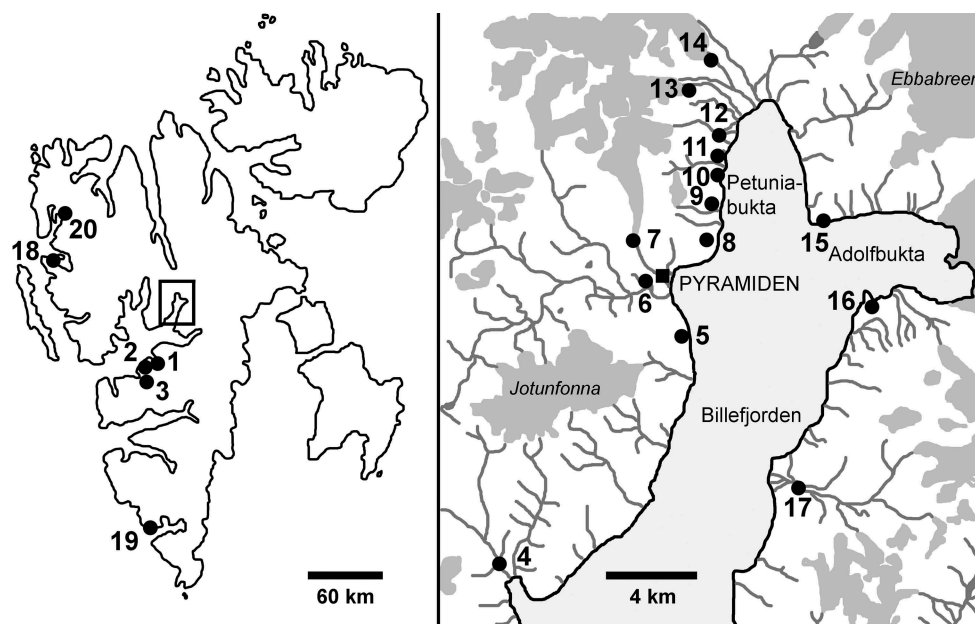 20
18
2
1
3
19
60 km
14
Ebbabreen
13
12
11
10
Petunia-
bukta
9
7
8
15
Adolfbukta
6
PYRAMIDEN
16
5
Jotunfonna
Billefjorden
17
4
4 km